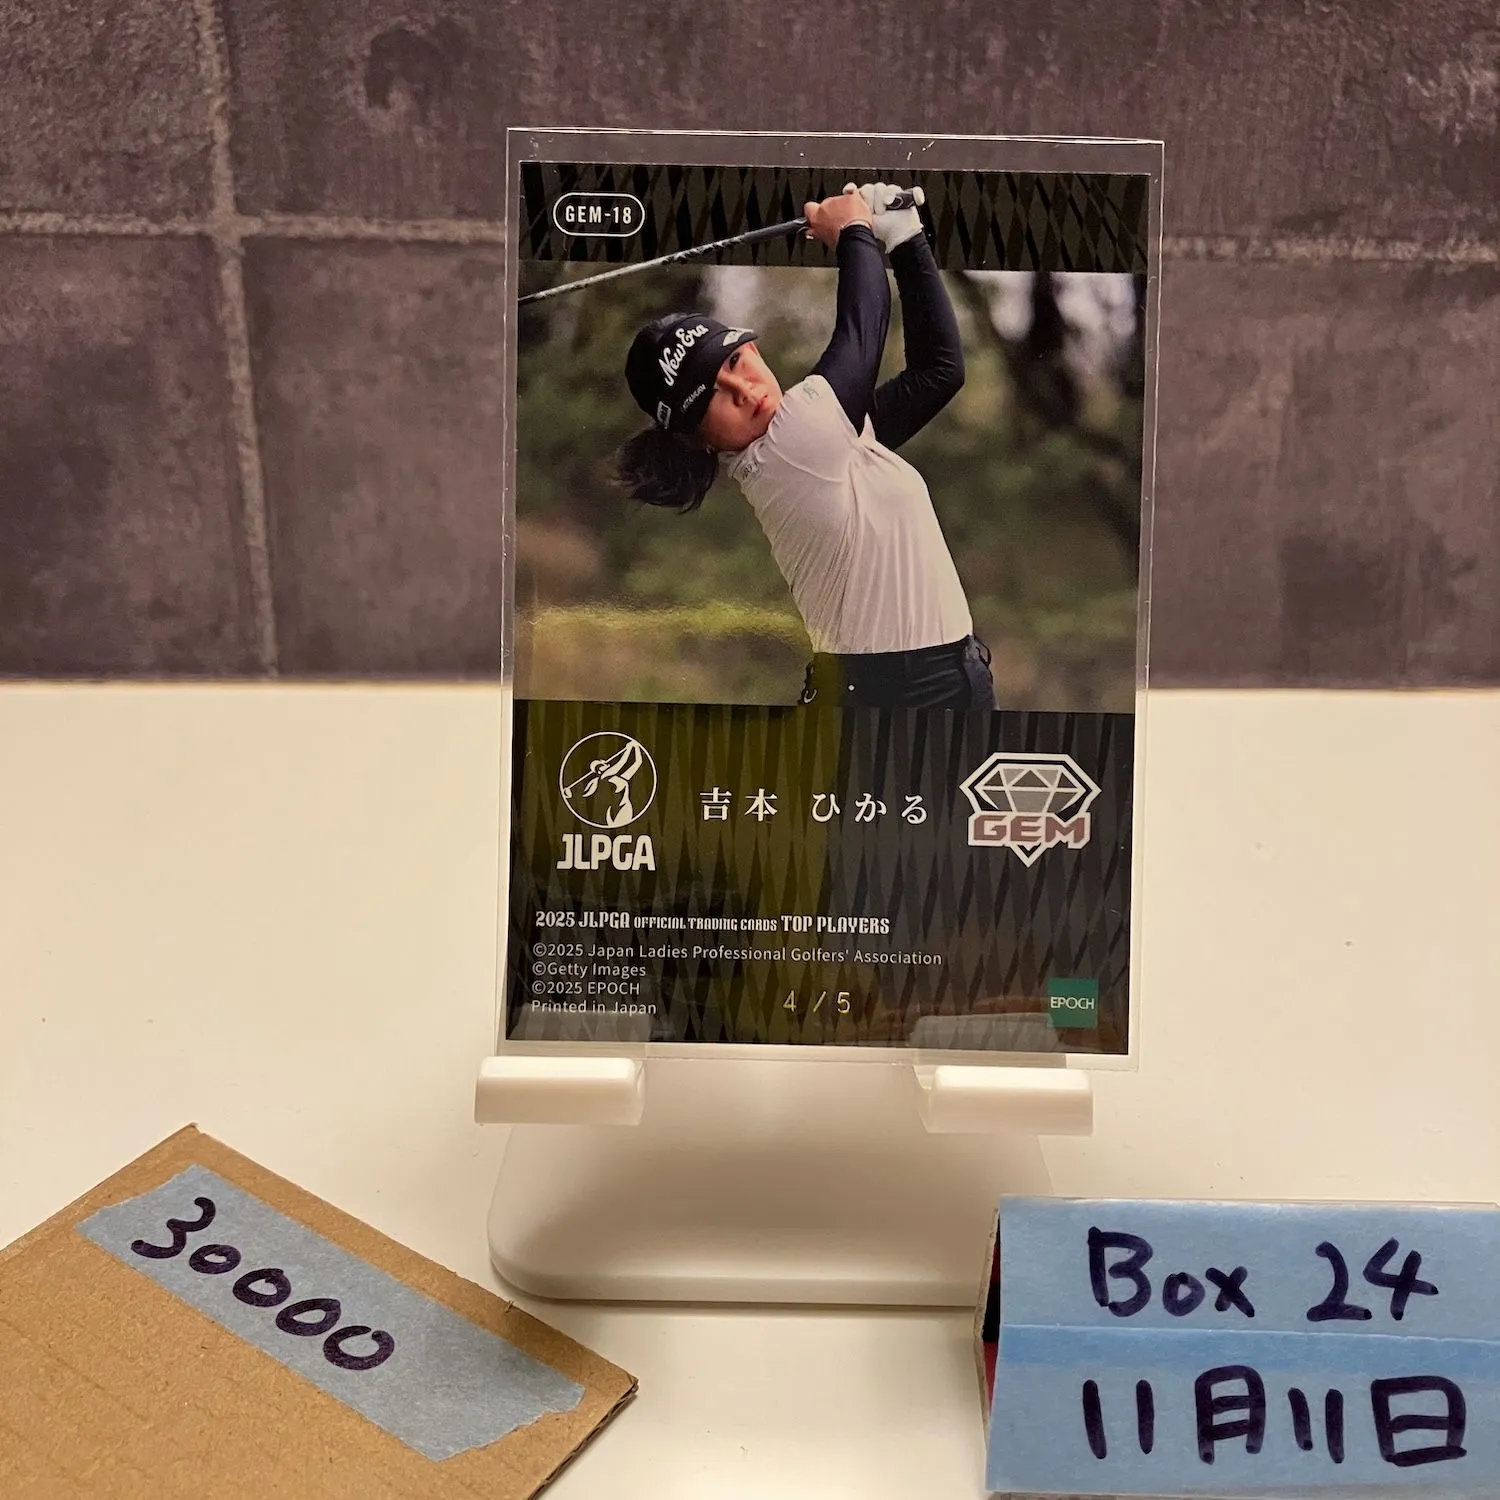 GEM-18
New Era
JLPGA
吉本 ひかる
GEM
2025 JLPGA OFFICIAL TRADING CARDS TOP PLAYERS
©2025 Japan Ladies Professional Golfers' Association
©Getty Images
©2025 EPOCH
Printed in Japan
4 / 5
EPOCH
30000
Box 24
11月11日